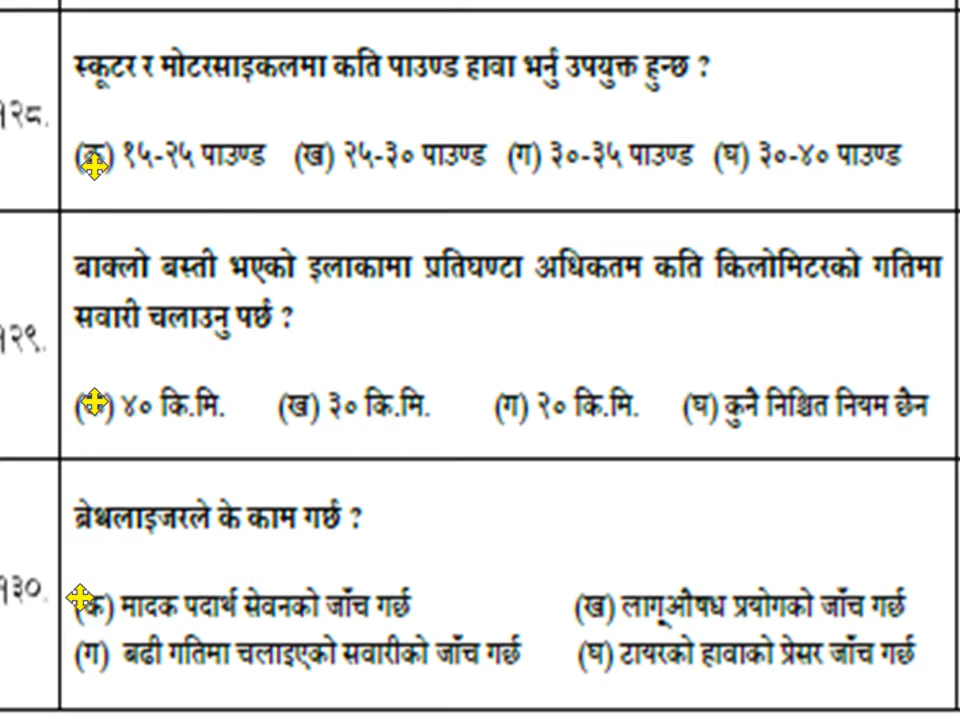 स्कूटर र मोटरसाइकलमा कति पाउण्ड हावा भर्नु उपयुक्त हुन्छ ?
१२८.
(क) १५-२५ पाउण्ड (ख) २५-३० पाउण्ड (ग) ३०-३५ पाउण्ड (घ) ३०-४० पाउण्ड
बाक्लो बस्ती भएको इलाकामा प्रतिघण्टा अधिकतम कति किलोमिटरको गतिमा
सवारी चलाउनु पर्छ ?
१२९.
(क) ४० कि.मि. (ख) ३० कि.मि. (ग) २० कि.मि. (घ) कुनै निश्चित नियम छैन
ब्रेथलाइजरले के काम गर्छ ?
१३०.
(क) मादक पदार्थ सेवनको जाँच गर्छ (ख) लागूऔषध प्रयोगको जाँच गर्छ
(ग) बढी गतिमा चलाइएको सवारीको जाँच गर्छ (घ) टायरको हावाको प्रेसर जाँच गर्छ